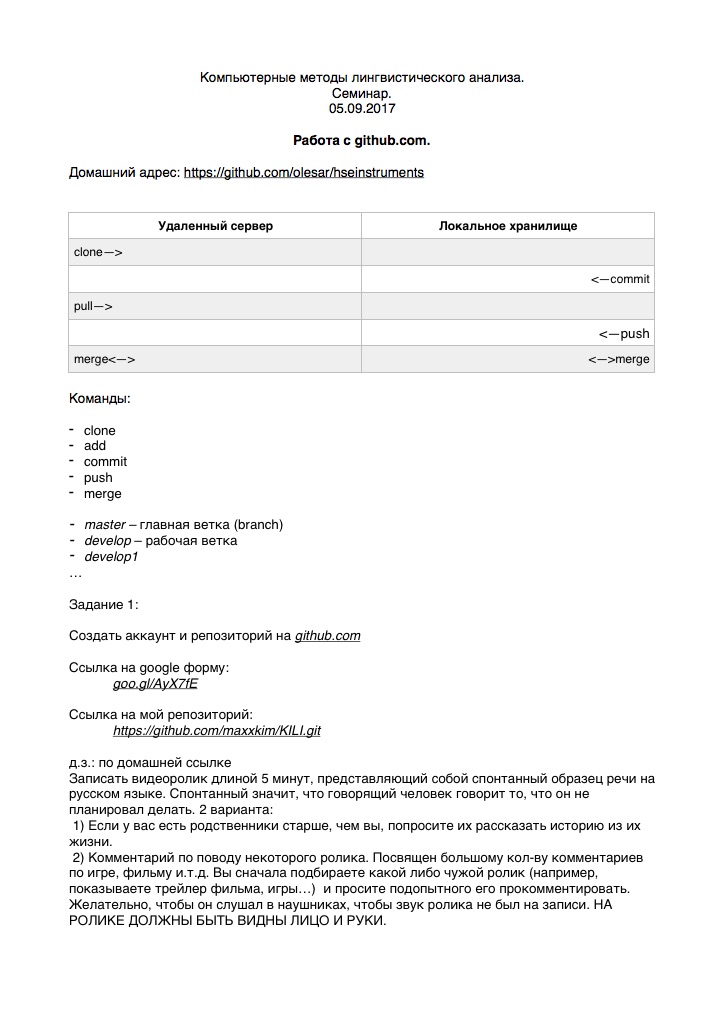 Компьютерные методы лингвистического анализа.
Семинар.
05.09.2017
Работа с github.com.
Домашний адрес: https://github.com/olesar/hseinstruments
Удаленный сервер Локальное хранилище
clone—>
<—commit
pull—>
<—push
merge<—> <—>merge
Команды:
- clone
- add
- commit
- push
- merge
- master – главная ветка (branch)
- develop – рабочая ветка
- develop1
…
Задание 1:
Создать аккаунт и репозиторий на github.com
Ссылка на google форму:
goo.gl/AyX7fE
Ссылка на мой репозиторий:
https://github.com/maxxkim/KILI.git
д.з.: по домашней ссылке
Записать видеоролик длиной 5 минут, представляющий собой спонтанный образец речи на
русском языке. Спонтанный значит, что говорящий человек говорит то, что он не
планировал делать. 2 варианта:
1) Если у вас есть родственники старше, чем вы, попросите их рассказать историю из их
жизни.
2) Комментарий по поводу некоторого ролика. Посвящен большому кол-ву комментариев
по игре, фильму и.т.д. Вы сначала подбираете какой либо чужой ролик (например,
показываете трейлер фильма, игры…) и просите подопытного его прокомментировать.
Желательно, чтобы он слушал в наушниках, чтобы звук ролика не был на записи. НА
РОЛИКЕ ДОЛЖНЫ БЫТЬ ВИДНЫ ЛИЦО И РУКИ.